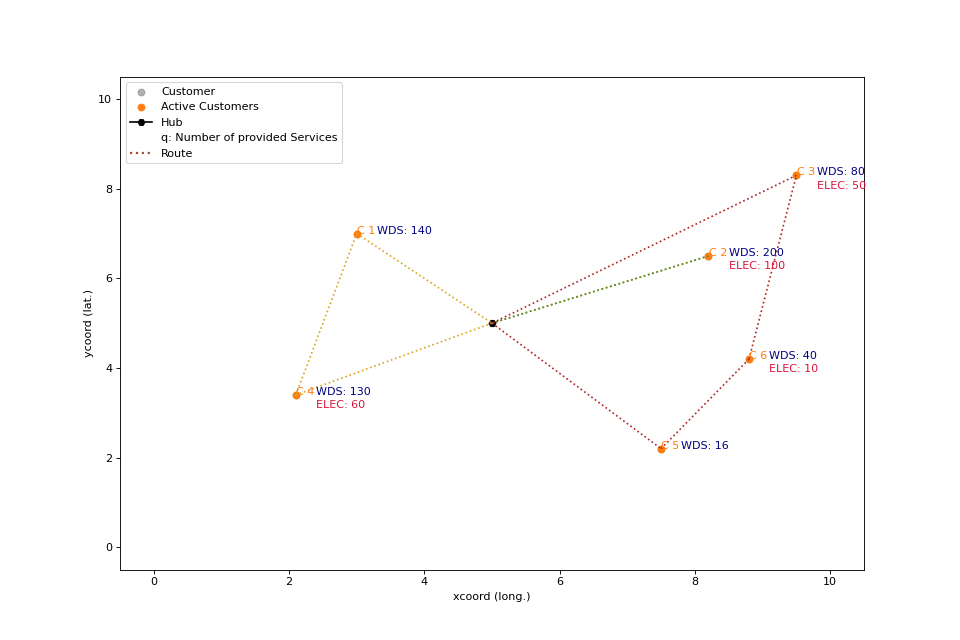 Customer
Active Customers
Hub
q: Number of provided Services
Route
10
8
6
4
2
0
ycoord (lat.)
C 3 WDS: 80
ELEC: 50
C 1 WDS: 140
C 2 WDS: 200
ELEC: 100
C 6 WDS: 40
ELEC: 10
C 4 WDS: 130
ELEC: 60
C 5 WDS: 16
0 2 4 6 8 10
xcoord (long.)